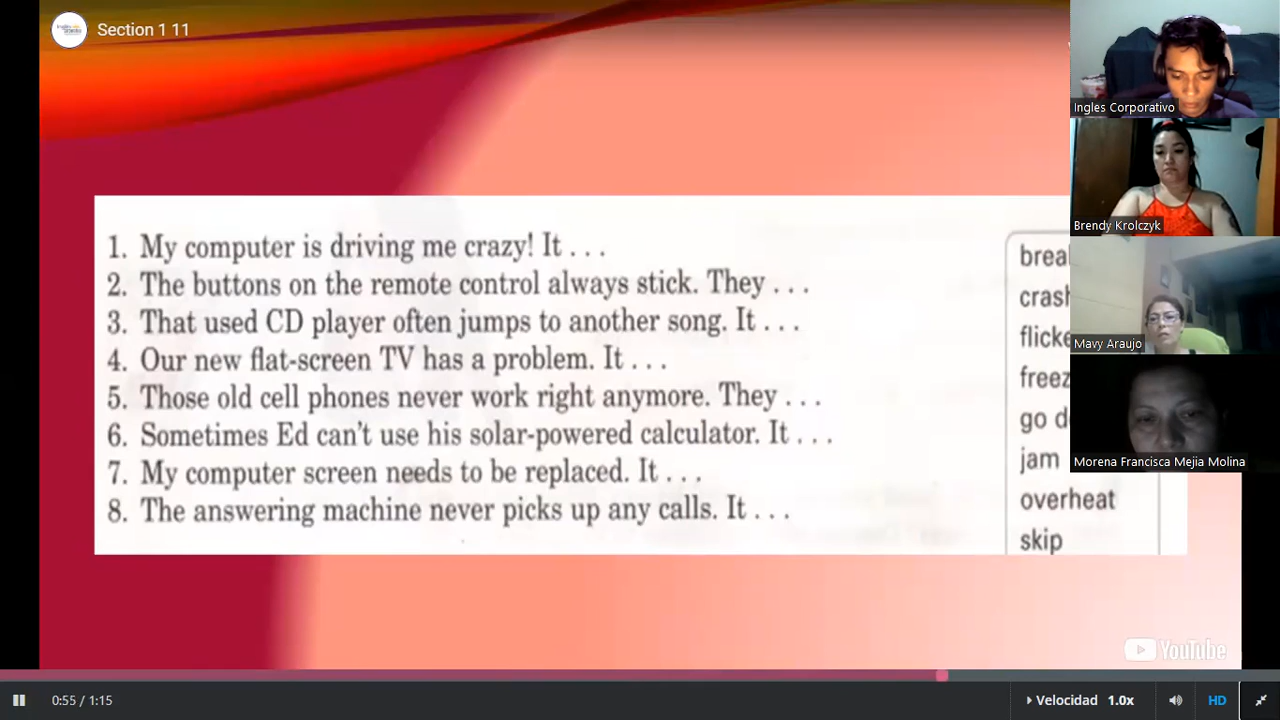 Section 1 11
Ingles Corporativo
Brendy Krolczyk
Mavy Araujo
Morena Francisca Mejia Molina
1. My computer is driving me crazy! It . . .
2. The buttons on the remote control always stick. They . . .
3. That used CD player often jumps to another song. It . . .
4. Our new flat-screen TV has a problem. It . . .
5. Those old cell phones never work right anymore. They . . .
6. Sometimes Ed can't use his solar-powered calculator. It . . .
7. My computer screen needs to be replaced. It . . .
8. The answering machine never picks up any calls. It . . .
jam
overheat
skip
YouTube
0:55 / 1:15
Velocidad 1.0x
HD